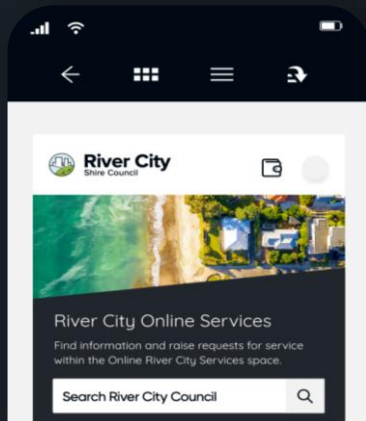 River City
Shire Council
River City Online Services
Find information and raise requests for service
within the Online River City Services space.
Search River City Council